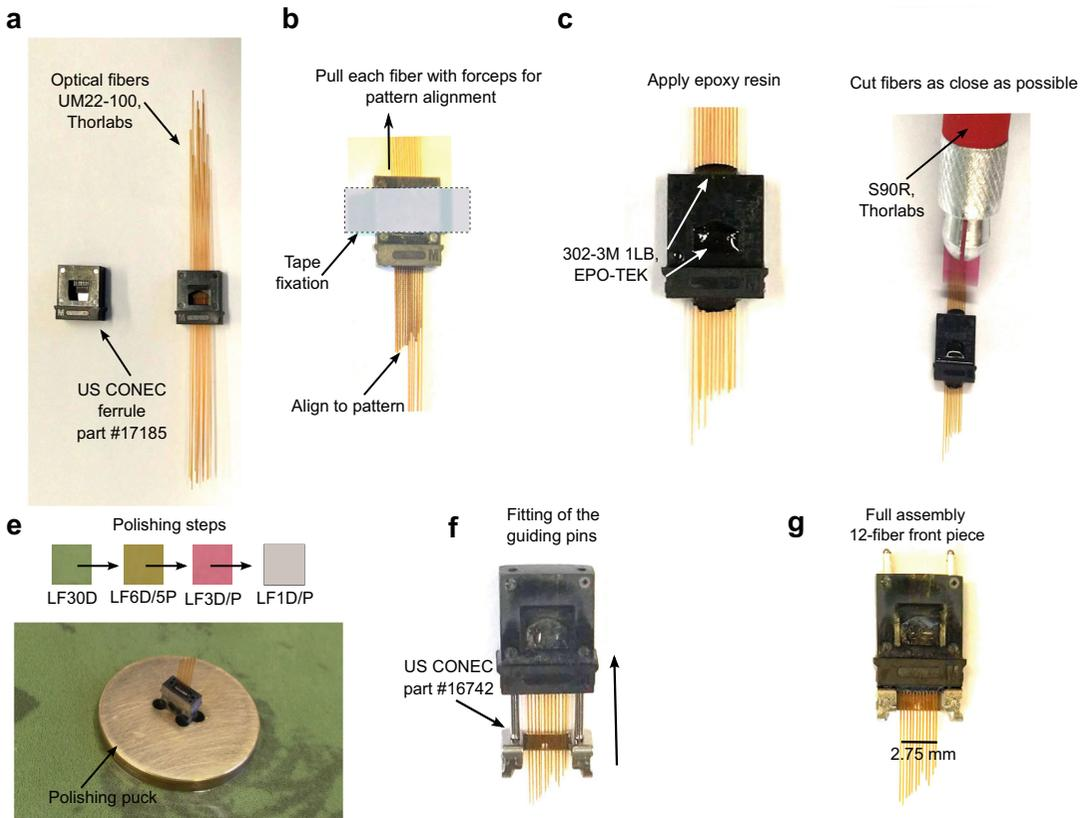 a
Optical fibers
UM22-100,
Thorlabs
US CONEC
ferrule
part #17185
M
b
Pull each fiber with forceps for
pattern alignment
Tape
fixation
M
Align to pattern
c
Apply epoxy resin
302-3M 1LB,
EPO-TEK
M
Cut fibers as close as possible
S90R,
Thorlabs
e
Polishing steps
LF30D
LF6D/5P
LF3D/P
LF1D/P
Polishing puck
f
Fitting of the
guiding pins
US CONEC
part #16742
g
Full assembly
12-fiber front piece
2.75 mm